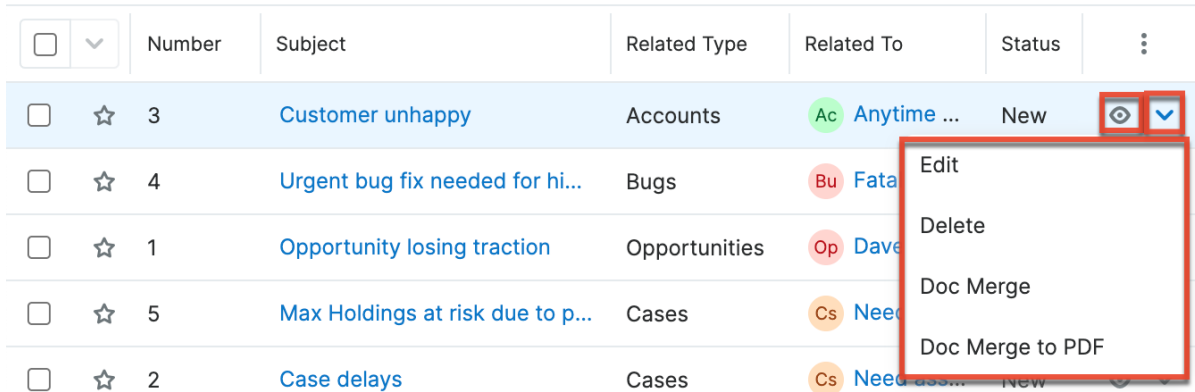 Number Subject Related Type Related To Status
3 Customer unhappy Accounts Ac Anytime ... New
4 Urgent bug fix needed for hi... Bugs Bu Fata
1 Opportunity losing traction Opportunities Op Dave
5 Max Holdings at risk due to p... Cases Cs Need
2 Case delays Cases Cs Need ass... New
Edit
Delete
Doc Merge
Doc Merge to PDF